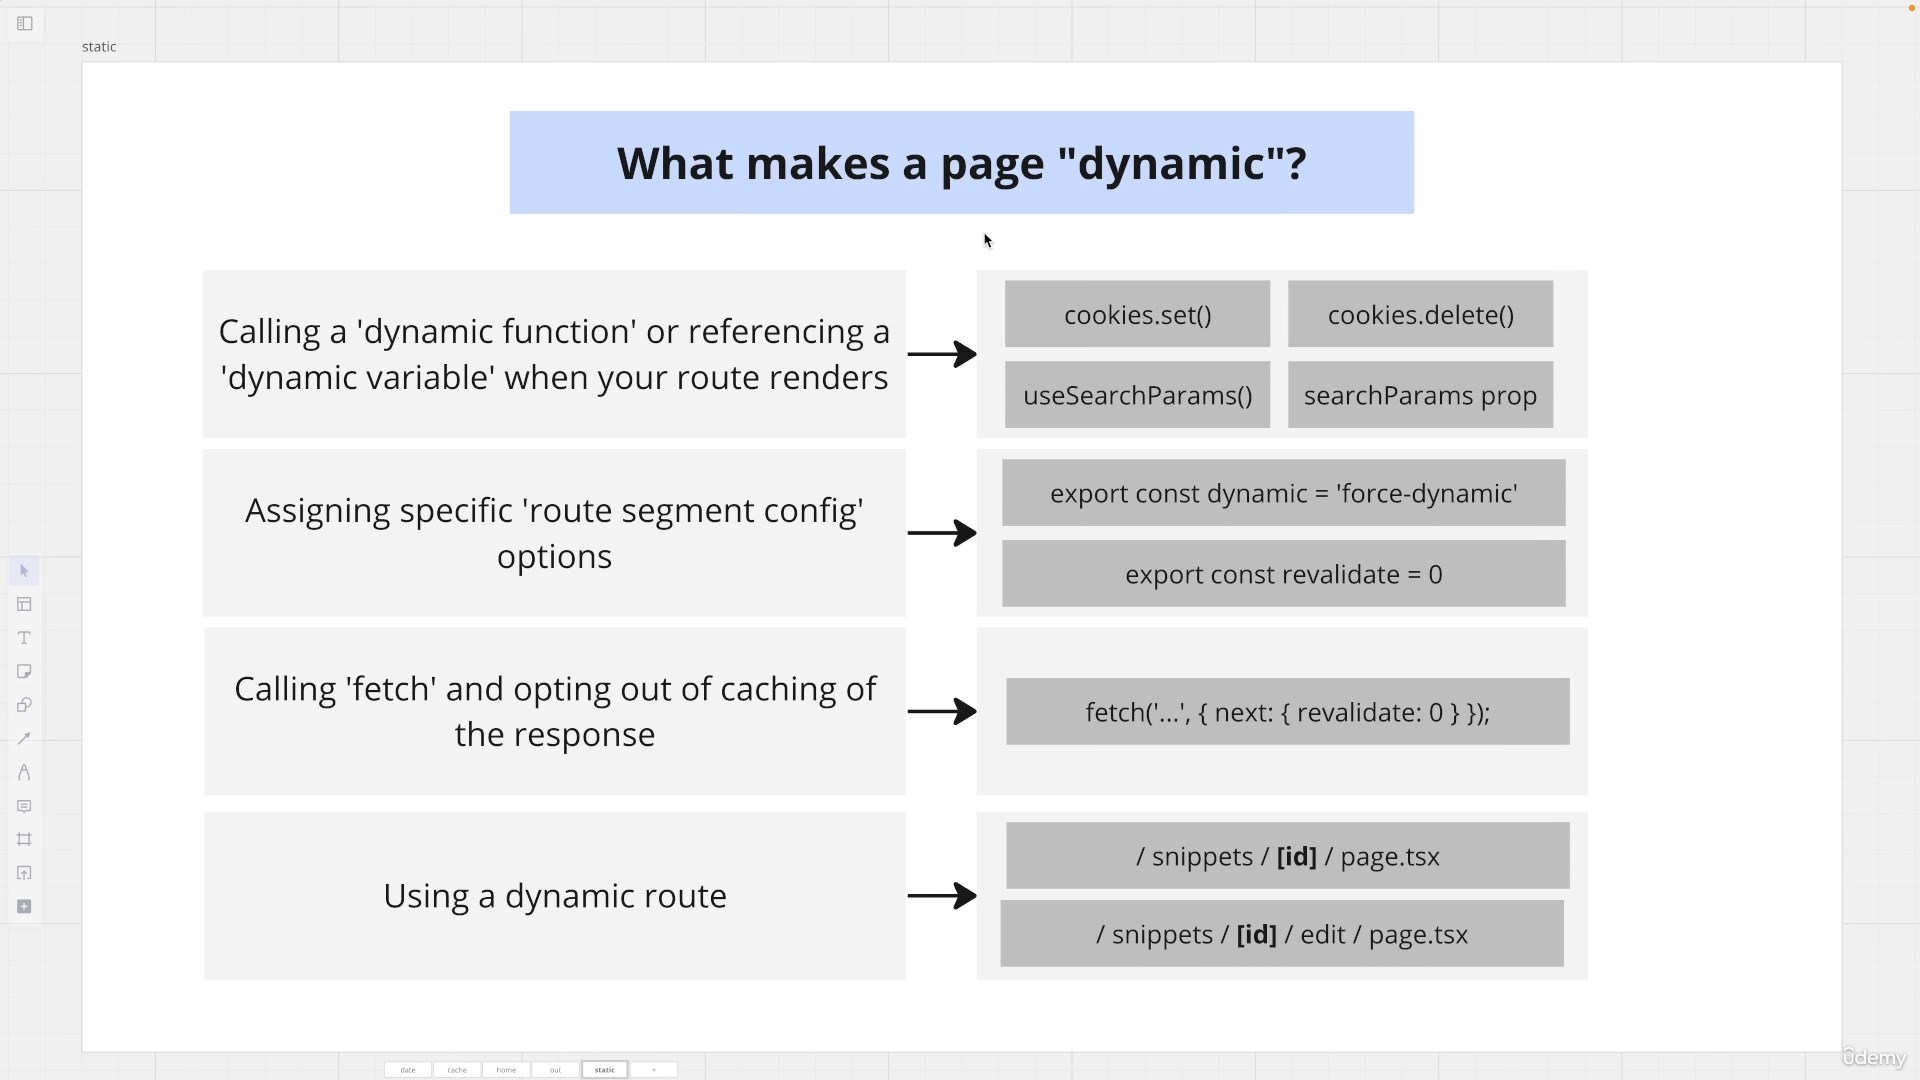 static
What makes a page "dynamic"?
Calling a 'dynamic function' or referencing a
'dynamic variable' when your route renders
cookies.set()
cookies.delete()
useSearchParams()
searchParams prop
Assigning specific 'route segment config'
options
export const dynamic = 'force-dynamic'
export const revalidate = 0
Calling 'fetch' and opting out of caching of
the response
fetch('...', { next: { revalidate: 0 } });
Using a dynamic route
/ snippets / [id] / page.tsx
/ snippets / [id] / edit / page.tsx
date
cache
home
out
static
+
ûdemy